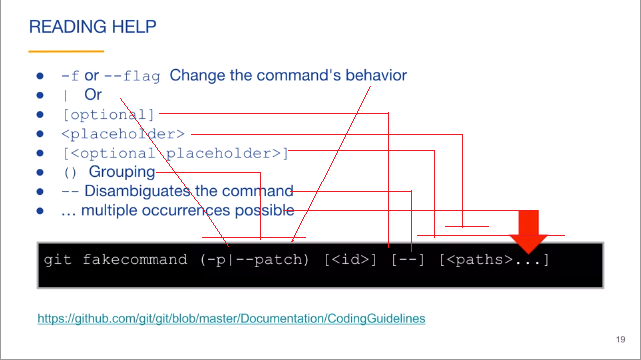 READING HELP
● -f or --flag Change the command's behavior
● | Or
● [optional]
● <placeholder>
● [<optional placeholder>]
● () Grouping
● -- Disambiguates the command
● … multiple occurrences possible
git fakecommand (-p|--patch) [<id>] [--] [<paths>...]
https://github.com/git/git/blob/master/Documentation/CodingGuidelines
19